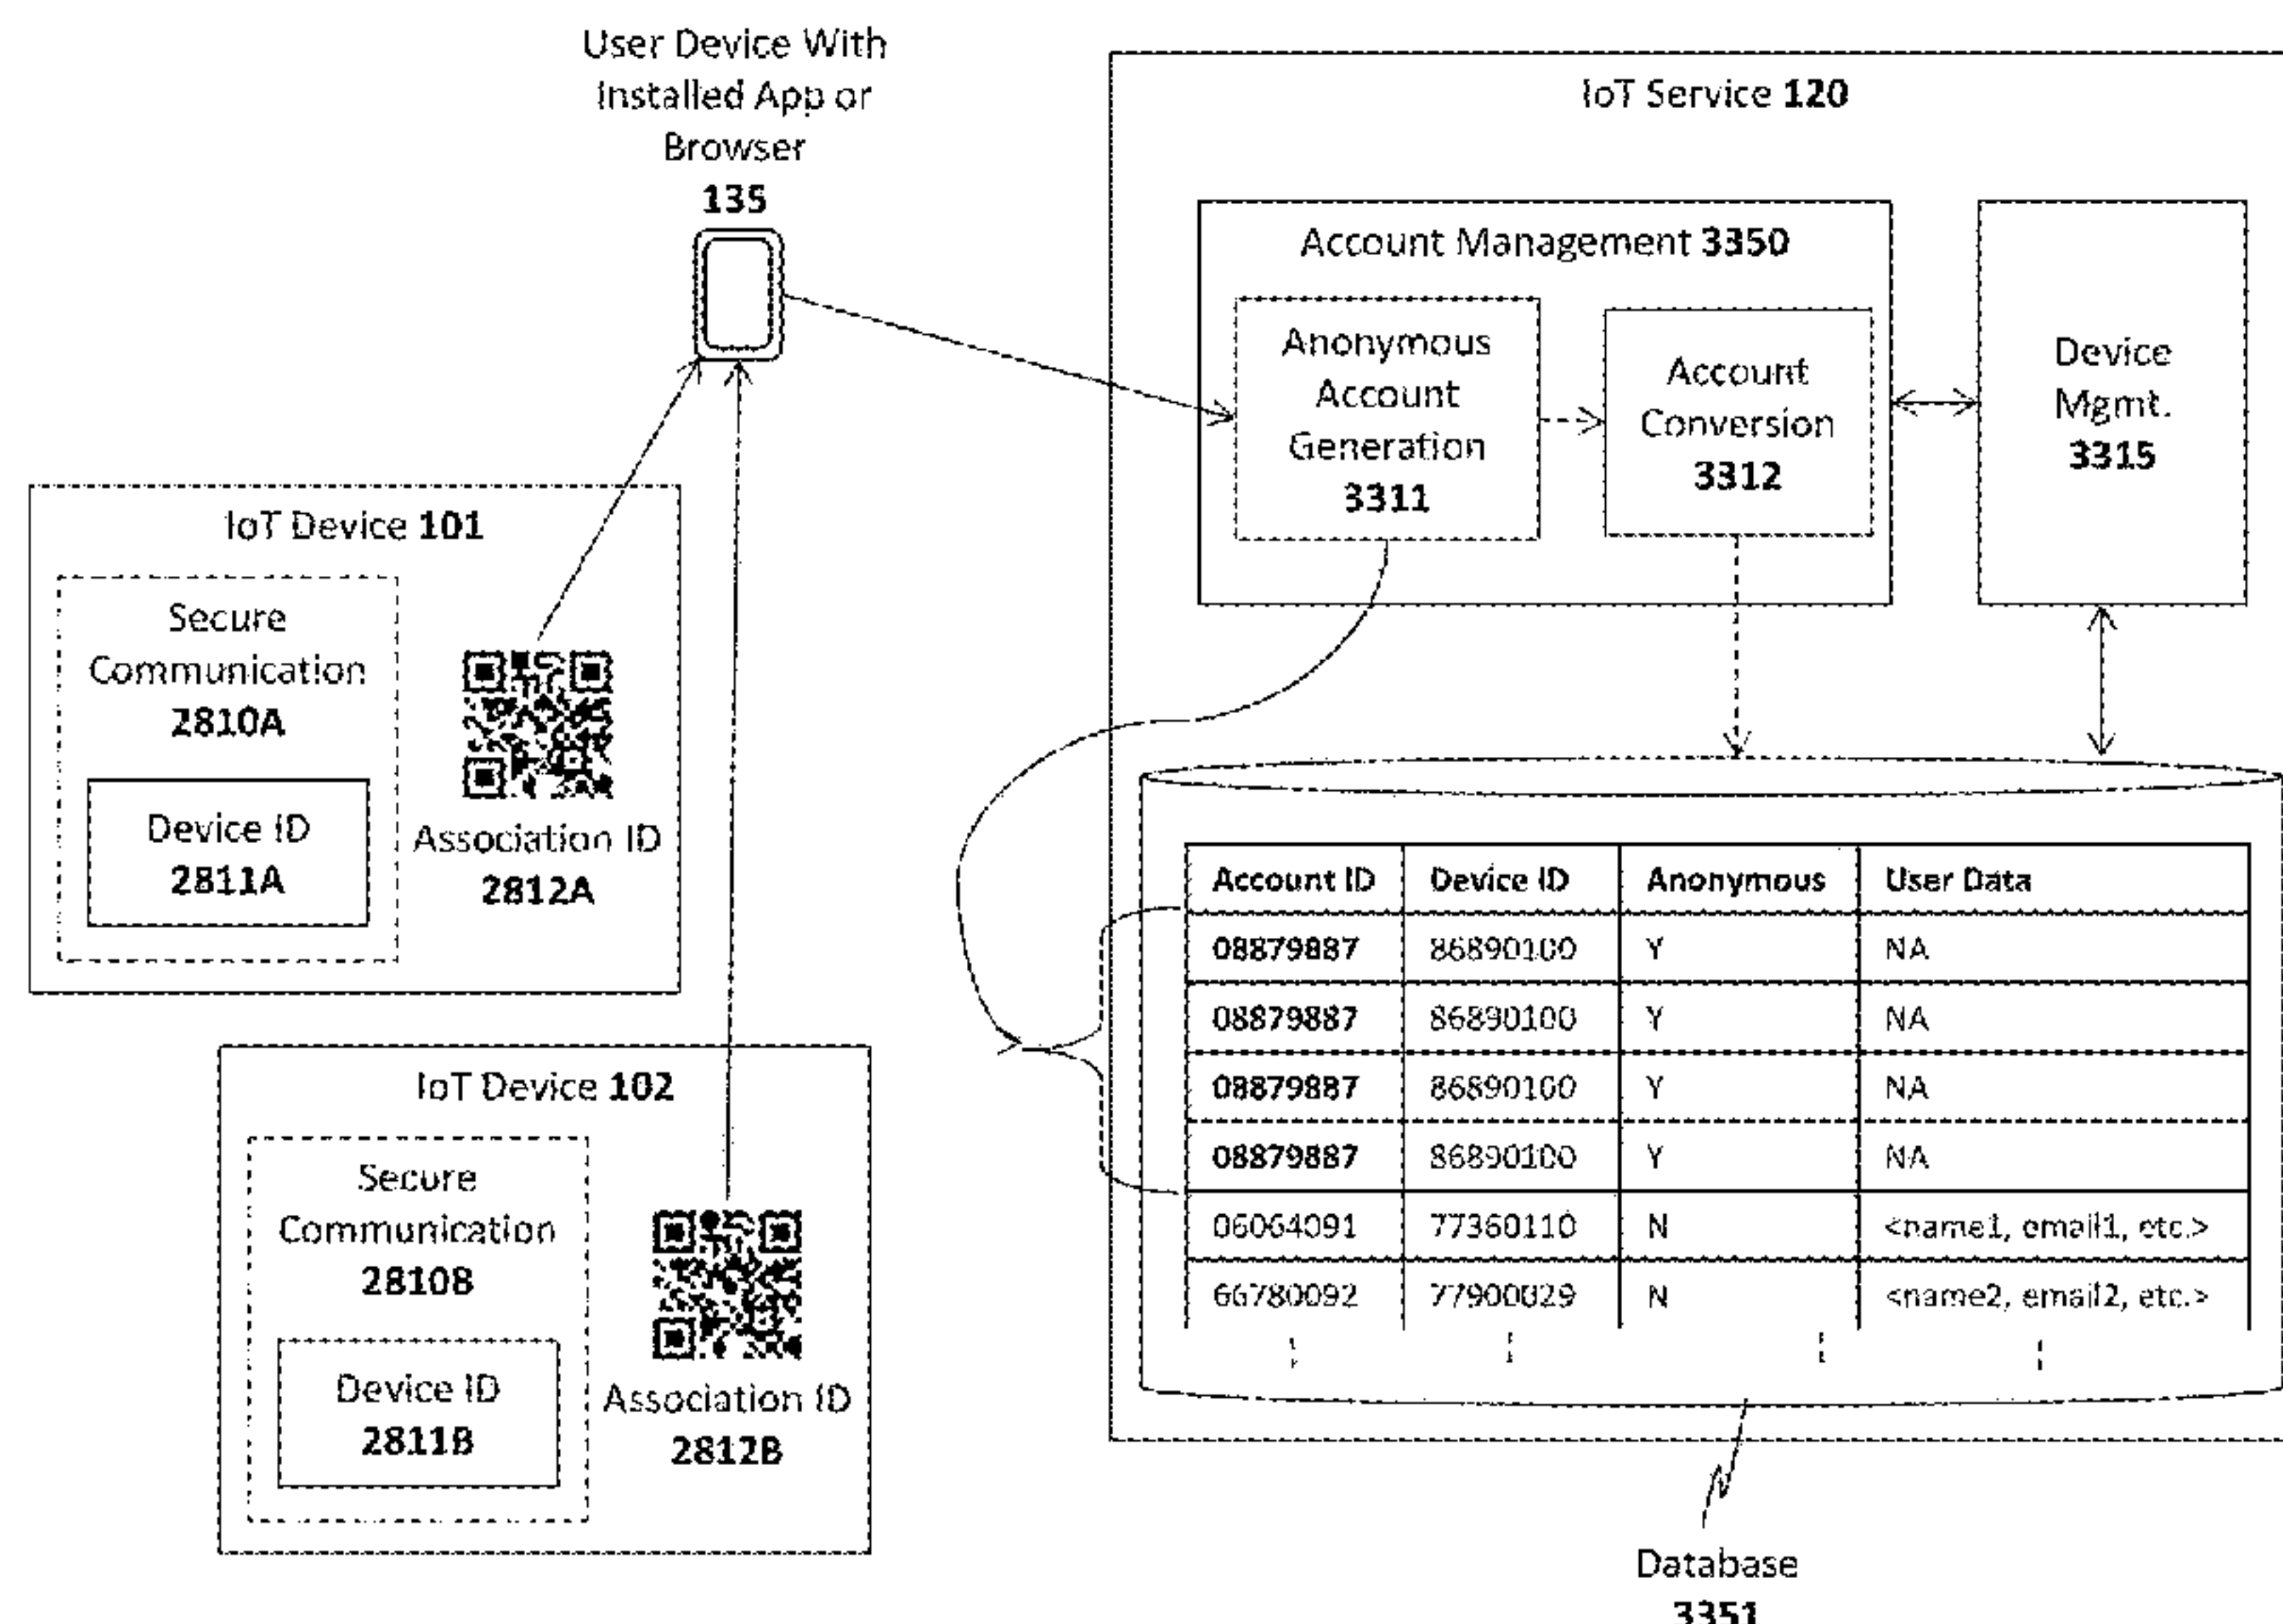 User Device With
Installed App or
Browser
135
IoT Device 101
Secure
Communication
2810A
Device ID
2811A
Association ID
2812A
IoT Device 102
Secure
Communication
2810B
Device ID
2811B
Association ID
2812B
IoT Service 120
Account Management 3350
Anonymous
Account
Generation
3311
Account
Conversion
3312
Device
Mgmt.
3315
Account ID Device ID Anonymous User Data
08879887 86890100 Y NA
08879887 86890100 Y NA
08879887 86890100 Y NA
08879887 86890100 Y NA
06064091 77360110 N <name1, email1, etc.>
66780092 77900029 N <name2, email2, etc.>
Database
3351